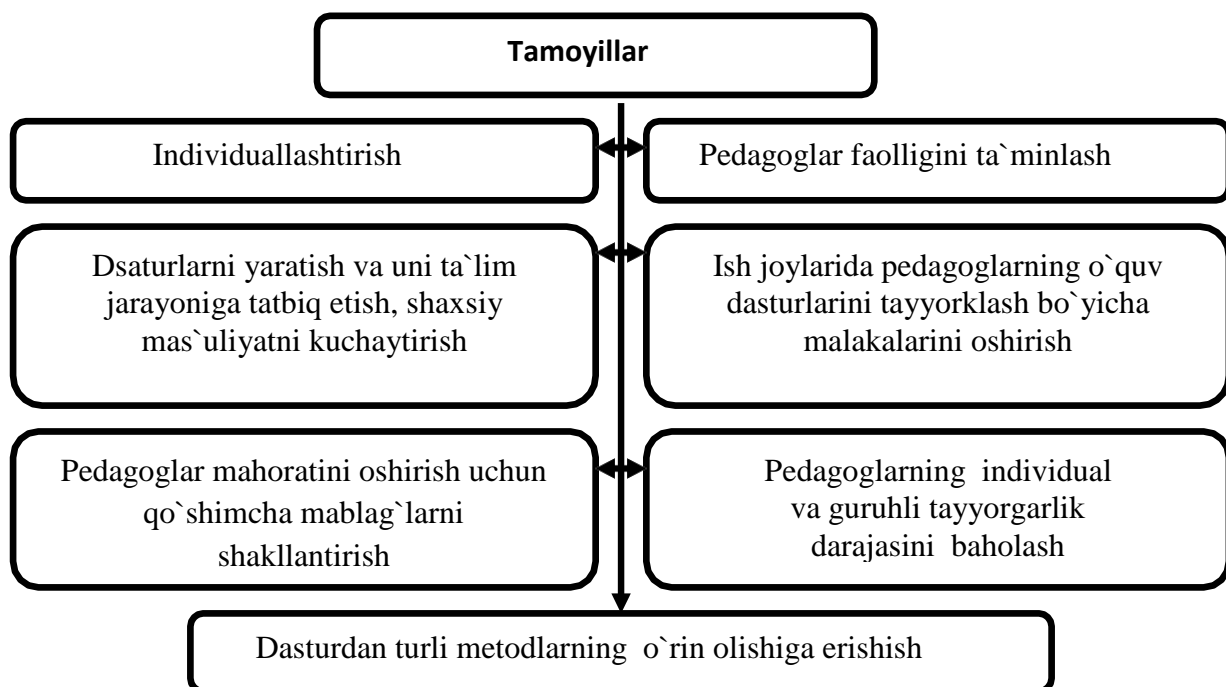 Tamoyillar
Individuallashtirish
Pedagoglar faolligini ta`minlash
Dsaturlarni yaratish va uni ta`lim
jarayoniga tatbiq etish, shaxsiy
mas`uliyatni kuchaytirish
Ish joylarida pedagoglarning o`quv
dasturlarini tayyorklash bo`yicha
malakalarini oshirish
Pedagoglar mahoratini oshirish uchun
qo`shimcha mablag`larni
shakllantirish
Pedagoglarning individual
va guruhli tayyorgarlik
darajasini baholash
Dasturdan turli metodlarning o`rin olishiga erishish